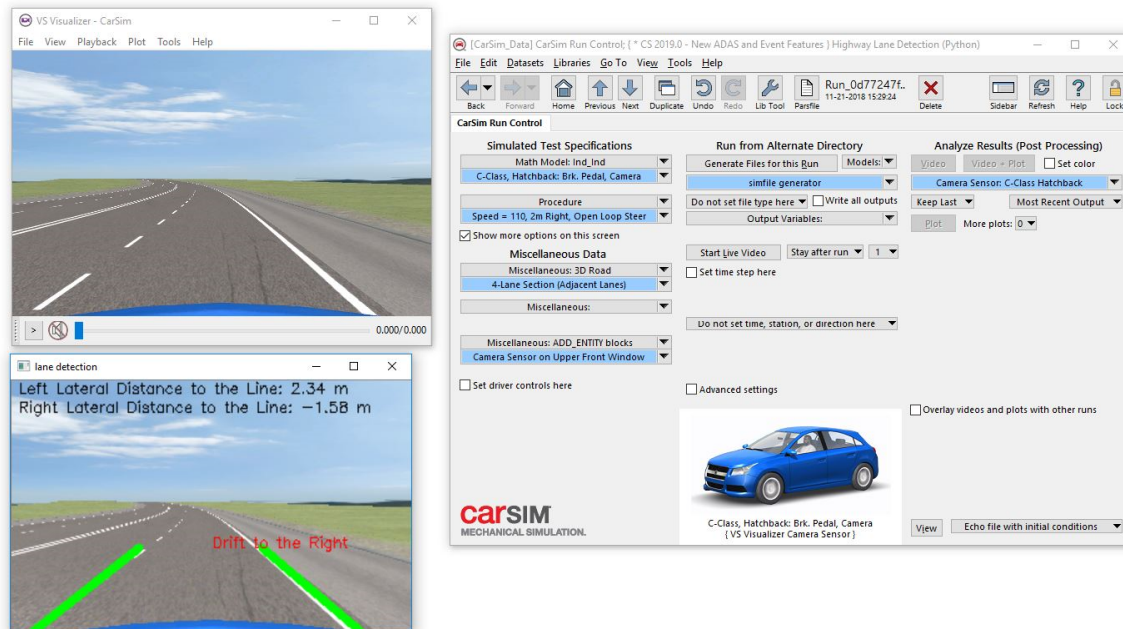 VS Visualizer - CarSim
File View Playback Plot Tools Help
> 0.000/0.000
lane detection
Left Lateral Distance to the Line: 2.34 m
Right Lateral Distance to the Line: -1.58 m
Drift to the Right
[CarSim_Data] CarSim Run Control; { * CS 2019.0 - New ADAS and Event Features } Highway Lane Detection (Python)
File Edit Datasets Libraries Go To View Tools Help
Back Forward Home Previous Next Duplicate Undo Redo Lib Tool Parsfile Run_0d77247f.. 11-21-2018 15:29:24 Delete Sidebar Refresh Help Lock
CarSim Run Control
Simulated Test Specifications
Math Model: Ind_Ind
C-Class, Hatchback: Brk. Pedal, Camera
Procedure
Speed = 110, 2m Right, Open Loop Steer
Show more options on this screen
Miscellaneous Data
Miscellaneous: 3D Road
4-Lane Section (Adjacent Lanes)
Miscellaneous:
Miscellaneous: ADD_ENTITY blocks
Camera Sensor on Upper Front Window
Set driver controls here
carSIM
MECHANICAL SIMULATION.
Run from Alternate Directory
Generate Files for this Run Models:
simfile generator
Do not set file type here Write all outputs
Output Variables:
Start Live Video Stay after run 1
Set time step here
Do not set time, station, or direction here
Advanced settings
C-Class, Hatchback: Brk. Pedal, Camera
{ VS Visualizer Camera Sensor }
Analyze Results (Post Processing)
Video Video + Plot Set color
Camera Sensor: C-Class Hatchback
Keep Last Most Recent Output
Plot More plots: 0
Overlay videos and plots with other runs
View Echo file with initial conditions